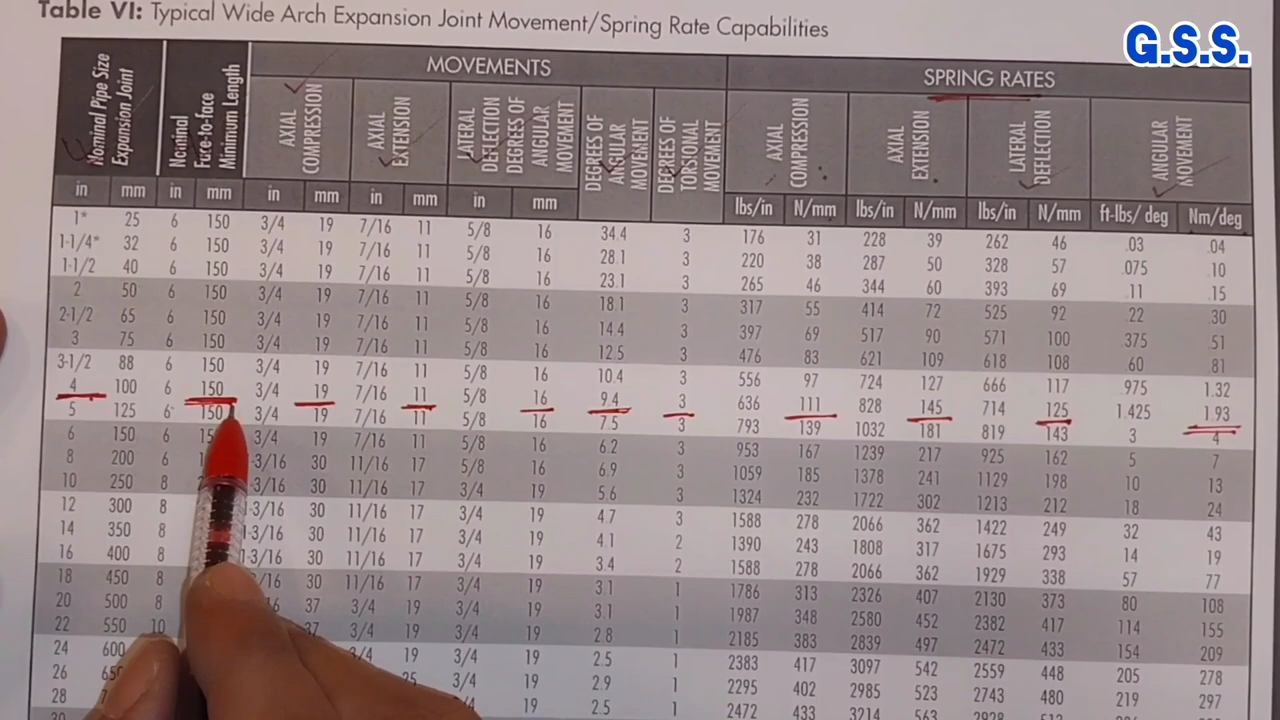 Table VI: Typical Wide Arch Expansion Joint Movement/Spring Rate Capabilities
G.S.S.
Nominal Pipe Size
Expansion Joint
Nominal
Face-to-face
Minimum Length
MOVEMENTS
SPRING RATES
AXIAL
COMPRESSION
AXIAL
EXTENSION
LATERAL
DEFLECTION
DEGREES OF
ANGULAR
MOVEMENT
DEGREES OF
ANGULAR
MOVEMENT
DEGREES OF
TORSIONAL
MOVEMENT
AXIAL
COMPRESSION
AXIAL
EXTENSION
LATERAL
DEFLECTION
ANGULAR
MOVEMENT
in mm in mm in mm in mm in mm lbs/in N/mm lbs/in N/mm lbs/in N/mm ft-lbs/ deg Nm/deg
1* 25 6 150 3/4 19 7/16 11 5/8 16 34.4 3 176 31 228 39 262 46 .03 .04
1-1/4* 32 6 150 3/4 19 7/16 11 5/8 16 28.1 3 220 38 287 50 328 57 .075 .10
1-1/2 40 6 150 3/4 19 7/16 11 5/8 16 23.1 3 265 46 344 60 393 69 .11 .15
2 50 6 150 3/4 19 7/16 11 5/8 16 18.1 3 317 55 414 72 525 92 .22 .30
2-1/2 65 6 150 3/4 19 7/16 11 5/8 16 14.4 3 397 69 517 90 571 100 375 .51
3 75 6 150 3/4 19 7/16 11 5/8 16 12.5 3 476 83 621 109 618 108 .60 .81
3-1/2 88 6 150 3/4 19 7/16 11 5/8 16 10.4 3 556 97 724 127 666 117 .975 1.32
4 100 6 150 3/4 19 7/16 11 5/8 16 9.4 3 636 111 828 145 714 125 1.425 1.93
5 125 6 150 3/4 19 7/16 11 5/8 16 7.5 3 793 139 1032 181 819 143 3 4
6 150 6 3/4 19 7/16 11 5/8 16 6.2 3 953 167 1239 217 925 162 5 7
8 200 6 -3/16 30 11/16 17 5/8 16 6.9 3 1059 185 1378 241 1129 198 10 13
10 250 8 -3/16 30 11/16 17 3/4 19 5.6 3 1324 232 1722 302 1213 212 18 24
12 300 8 -3/16 30 11/16 17 3/4 19 4.7 3 1588 278 2066 362 1422 249 32 43
14 350 8 -3/16 30 11/16 17 3/4 19 4.1 2 1390 243 1808 317 1675 293 14 19
16 400 8 -3/16 30 11/16 17 3/4 19 3.4 2 1588 278 2066 362 1929 338 57 77
18 450 8 3/16 30 11/16 17 3/4 19 3.1 1 1786 313 2326 407 2130 373 80 108
20 500 8 37 3/4 19 3/4 19 3.1 1 1987 348 2580 452 2382 417 114 155
22 550 10 37 3/4 19 3/4 19 2.8 1 2185 383 2839 497 2472 433 154 209
24 600 3/4 19 3/4 19 2.5 1 2383 417 3097 542 2559 448 205 278
26 25 3/4 19 2.9 1 2295 402 2985 523 2743 480 219 297
28 19 2.5 1 2472 433 3214 563